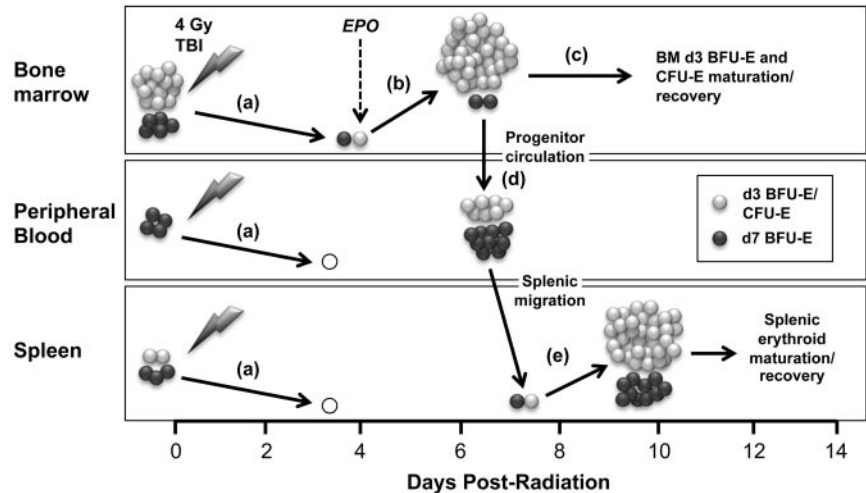 4 Gy
TBI
EPO
Bone
marrow
(a)
(b)
(c)
BM d3 BFU-E and
CFU-E maturation/
recovery
Progenitor
circulation
(d)
Peripheral
Blood
(a)
d3 BFU-E/
CFU-E
d7 BFU-E
Splenic
migration
Spleen
(a)
(e)
Splenic
erythroid
maturation/
recovery
0 2 4 6 8 10 12 14
Days Post-Radiation